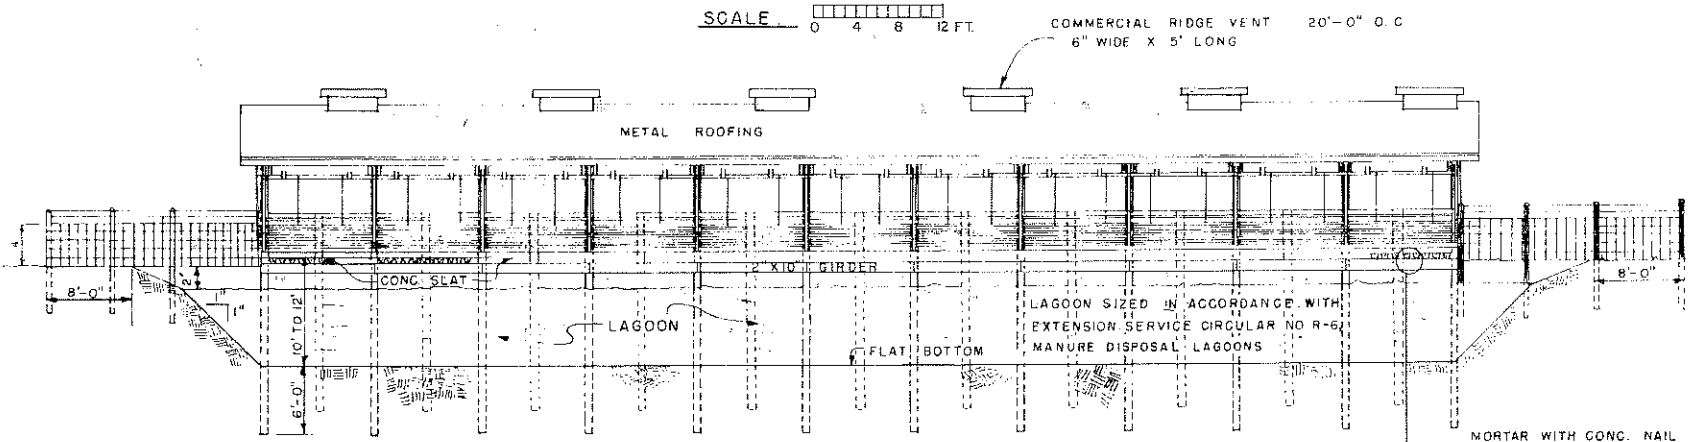 SCALE
0 4 8 12 FT.
COMMERCIAL RIDGE VENT 20'-0" O.C
6" WIDE X 5' LONG
METAL ROOFING
4'
2'
CONC. SLAT
2"X10" GIRDER
8'-0"
8'-0"
1"
1"
10' TO 12'
LAGOON
LAGOON SIZED IN ACCORDANCE WITH
EXTENSION SERVICE CIRCULAR NO R-6,
MANURE DISPOSAL LAGOONS
FLAT BOTTOM
6'-0"
MORTAR WITH CONC. NAIL